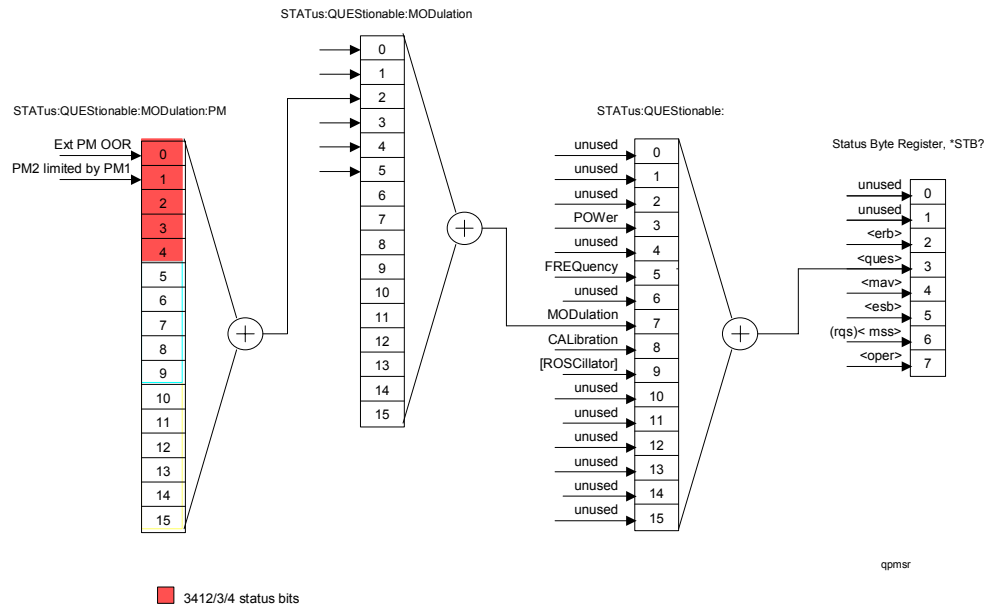 STATus:QUEStionable:MODulation
0
1
2
3
4
5
6
7
8
9
10
11
12
13
14
15
STATus:QUEStionable:MODulation:PM
Ext PM OOR
PM2 limited by PM1
0
1
2
3
4
5
6
7
8
9
10
11
12
13
14
15
STATus:QUEStionable:
unused 0
unused 1
unused 2
POWer 3
unused 4
FREQuency 5
unused 6
MODulation 7
CALibration 8
[ROSCillator] 9
unused 10
unused 11
unused 12
unused 13
unused 14
unused 15
Status Byte Register, *STB?
unused 0
unused 1
<erb> 2
<ques> 3
<mav> 4
<esb> 5
(rqs)< mss> 6
<oper> 7
qpmsr
3412/3/4 status bits